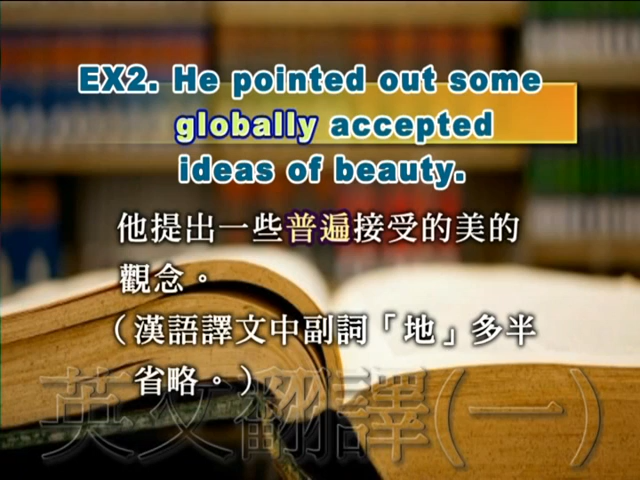 EX2. He pointed out some
globally accepted
ideas of beauty.
他提出一些普遍接受的美的
觀念。
（漢語譯文中副詞「地」多半
省略。）
英文翻譯(一)